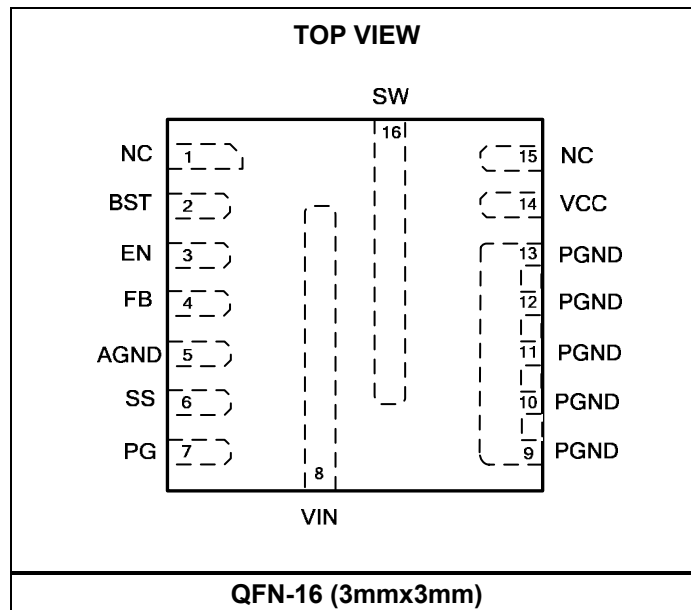 TOP VIEW
SW
16
NC 1 15 NC
BST 2 14 VCC
EN 3 13 PGND
FB 4 12 PGND
AGND 5 11 PGND
SS 6 10 PGND
PG 7 9 PGND
8
VIN
QFN-16 (3mmx3mm)